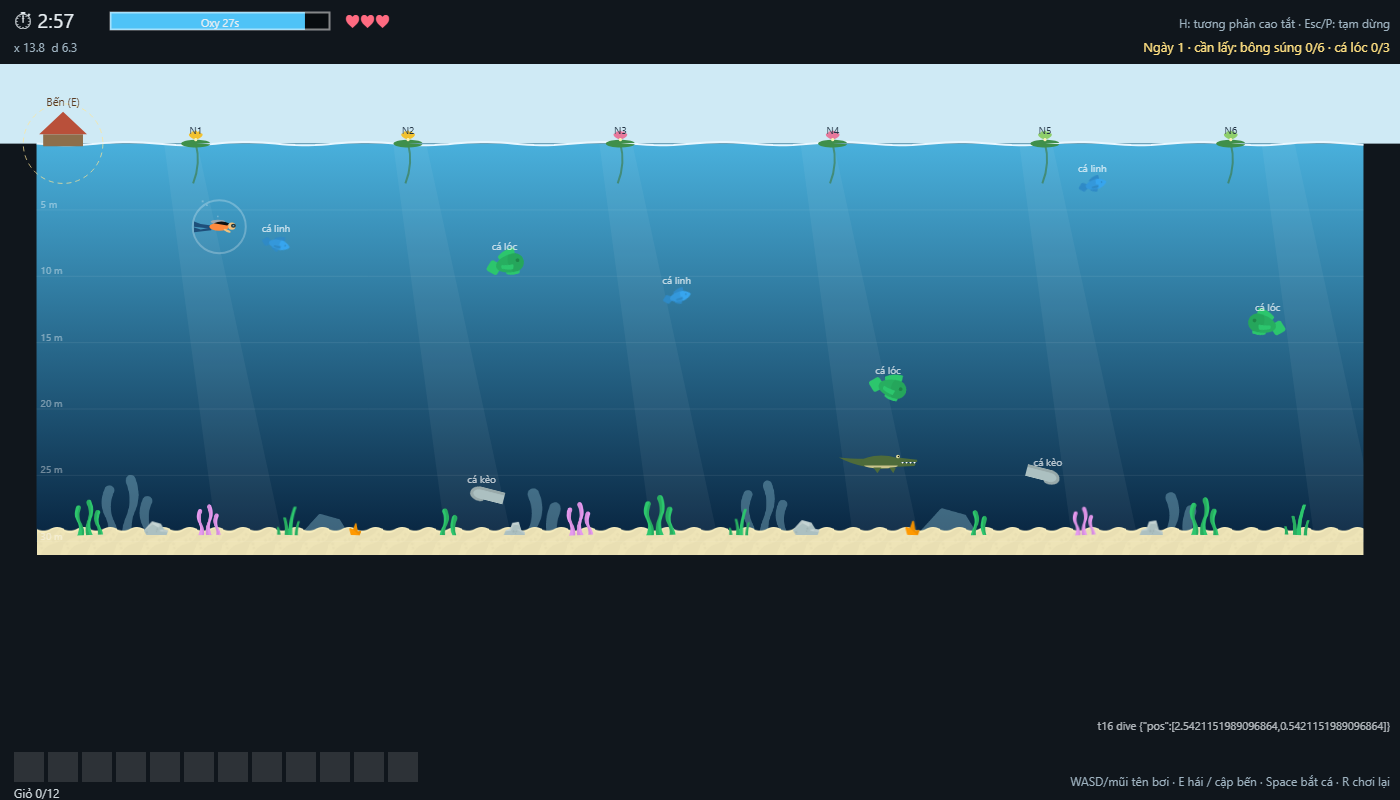 2:57
Oxy 27s
H: tương phản cao tắt · Esc/P: tạm dừng
x 13.8 d 6.3
Ngày 1 · cần lấy: bông súng 0/6 · cá lóc 0/3
Bến (E)
N1
N2
N3
N4
N5
N6
cá linh
5 m
cá linh
cá lóc
10 m
cá linh
cá lóc
15 m
cá lóc
20 m
25 m
cá kèo
cá kèo
t16 dive {"pos":[2.5421151989096864,0.5421151989096864]}
WASD/mũi tên bơi · E hái / cập bến · Space bắt cá · R chơi lại
Giỏ 0/12